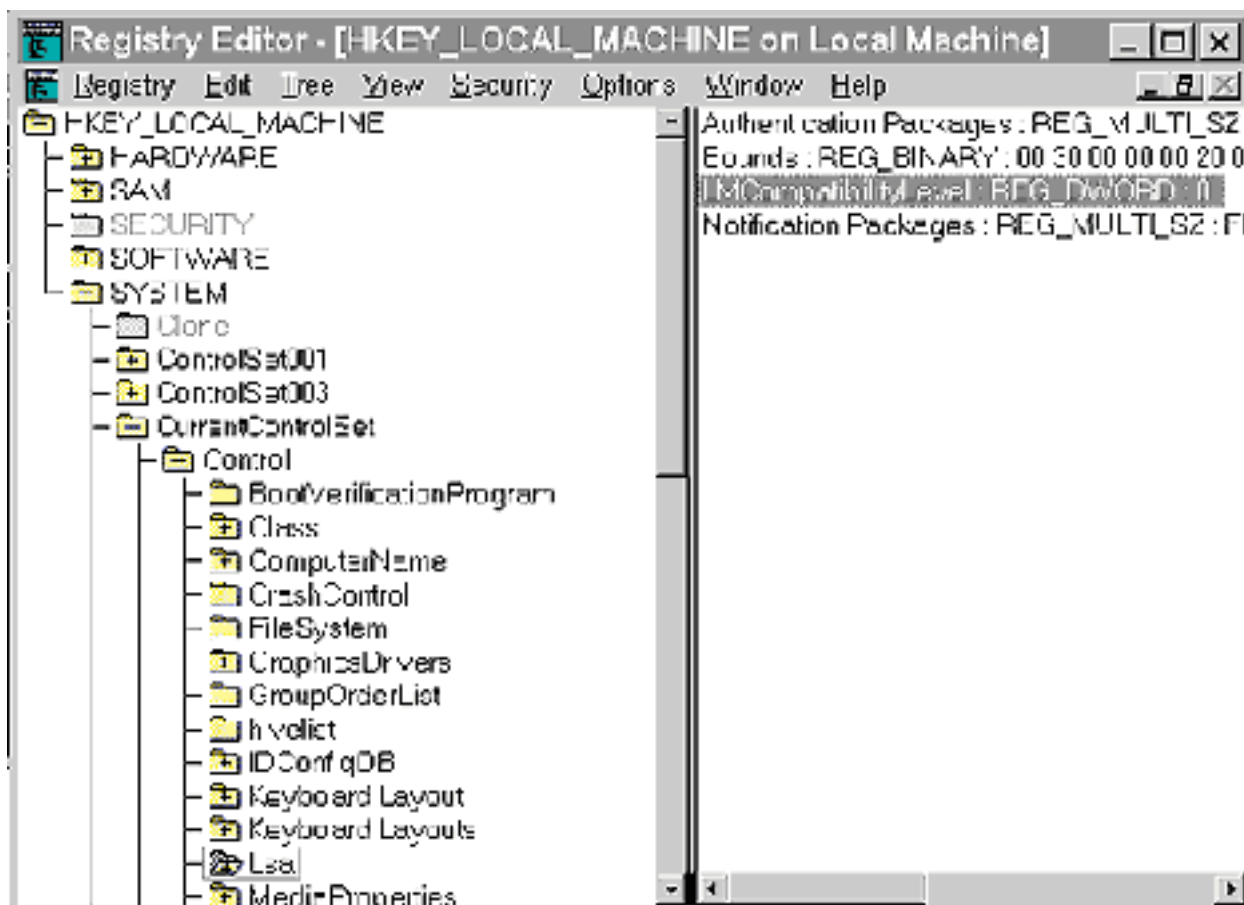 Registry Editor - [HKEY_LOCAL_MACHINE on Local Machine]
Registry Edit Tree View Security Options Window Help
HKEY_LOCAL_MACHINE
HARDWARE
SAM
SECURITY
SOFTWARE
SYSTEM
Clone
ControlSet001
ControlSet003
CurrentControlSet
Control
BootVerificationProgram
Class
ComputerName
CrashControl
FileSystem
GraphicsDrivers
GroupOrderList
hivelist
IDConfigDB
Keyboard Layout
Keyboard Layouts
Lsa
MediaProperties
Authentication Packages : REG_MULTI_SZ
Bounds : REG_BINARY : 00 30 00 00 00 20 0
LMCompatibilityLevel : REG_DWORD : 0
Notification Packages : REG_MULTI_SZ : F